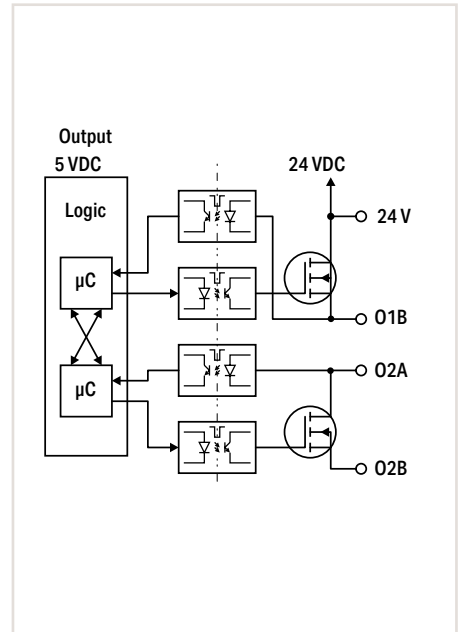 Output
5 VDC
24 VDC
Logic
24 V
µC
O1B
O2A
µC
O2B